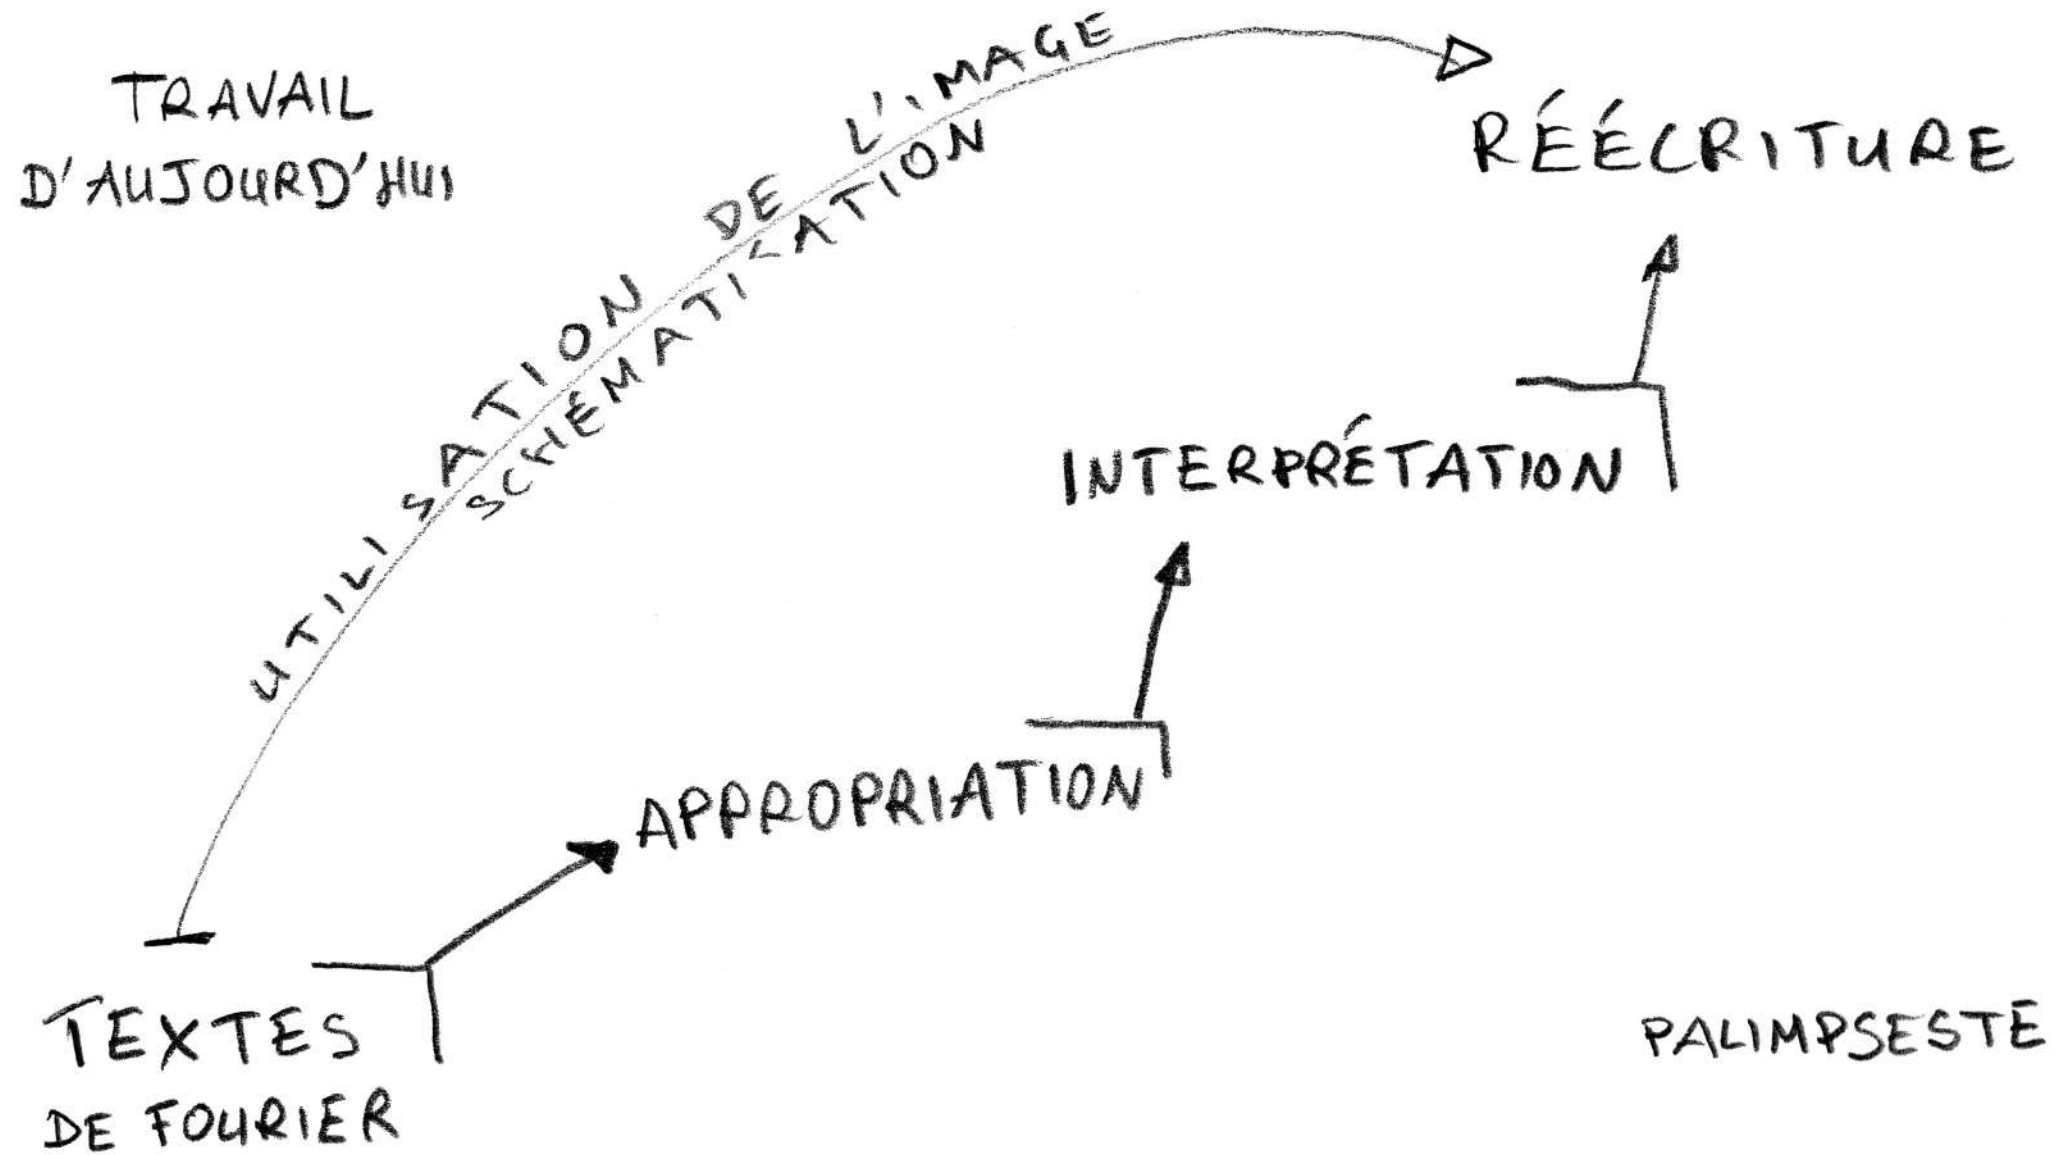 TRAVAIL
D'AUJOURD'HUI
UTILISATION DE L'IMAGE
SCHÉMATISATION
RÉÉCRITURE
INTERPRÉTATION
APPROPRIATION
TEXTES
DE FOURIER
PALIMPSESTE